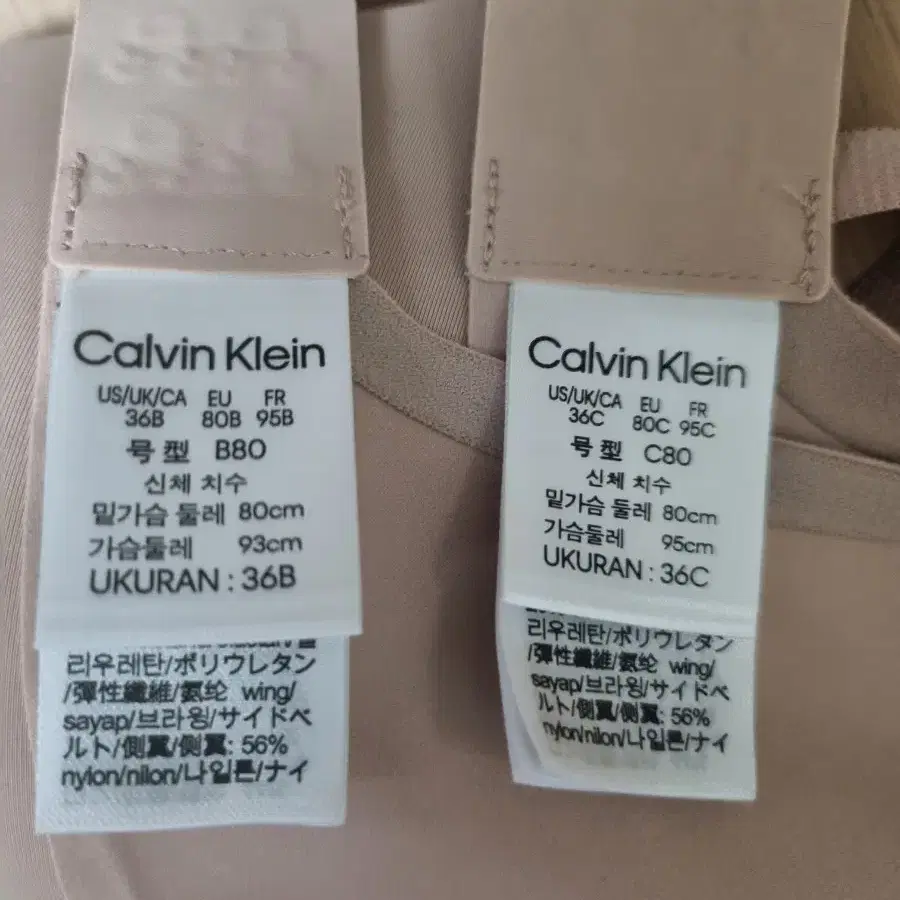 Calvin Klein
US/UK/CA EU FR
36B 80B 95B
号型 B80
신체 치수
밑가슴 둘레 80cm
가슴둘레 93cm
UKURAN : 36B
리우레탄/ポリウレタン
/彈性纖維/氨纶 wing/
sayap/브라윙/サイドベ
ルト/側翼/侧翼: 56%
nylon/nilon/나일론/ナイ
Calvin Klein
US/UK/CA EU FR
36C 80C 95C
号型 C80
신체 치수
밑가슴 둘레 80cm
가슴둘레 95cm
UKURAN : 36C
리우레탄/ポリウレタン
/彈性纖維/氨纶 wing/
sayap/브라윙/サイドベ
ルト/側翼/侧翼: 56%
nylon/nilon/나일론/ナイ